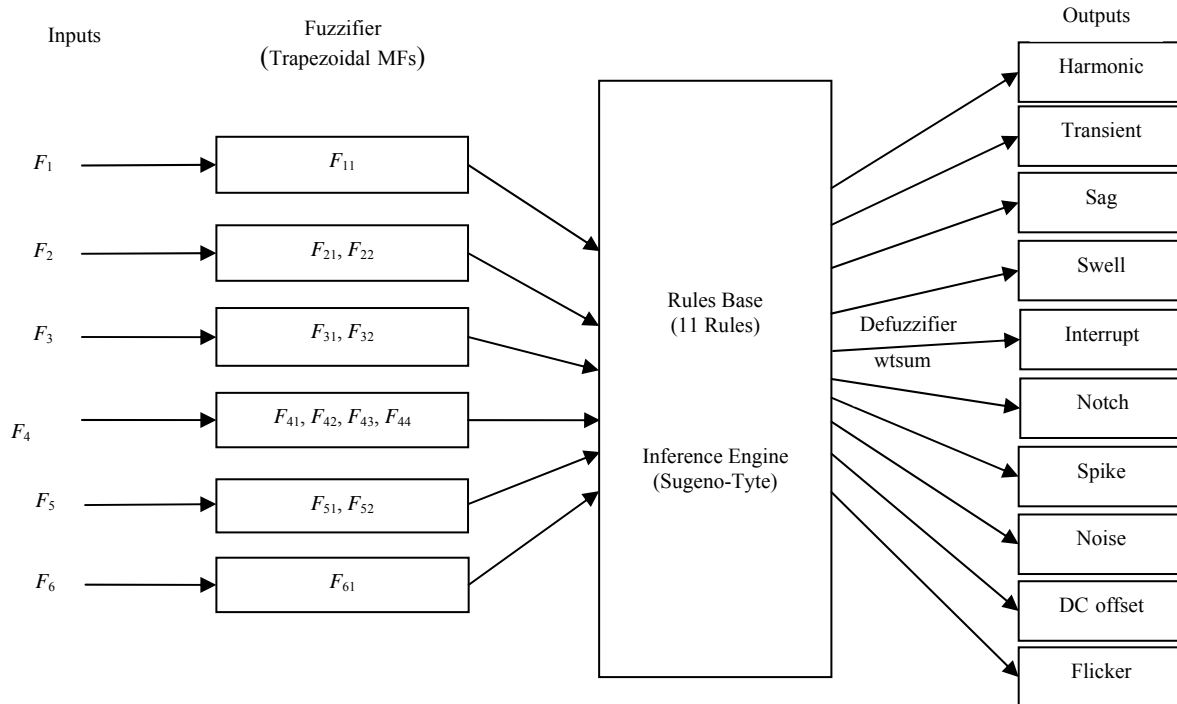 Inputs
Fuzzifier
(Trapezoidal MFs)
Outputs
F1
F11
F2
F21, F22
F3
F31, F32
F4
F41, F42, F43, F44
F5
F51, F52
F6
F61
Rules Base
(11 Rules)
Inference Engine
(Sugeno-Tyte)
Defuzzifier
wtsum
Harmonic
Transient
Sag
Swell
Interrupt
Notch
Spike
Noise
DC offset
Flicker